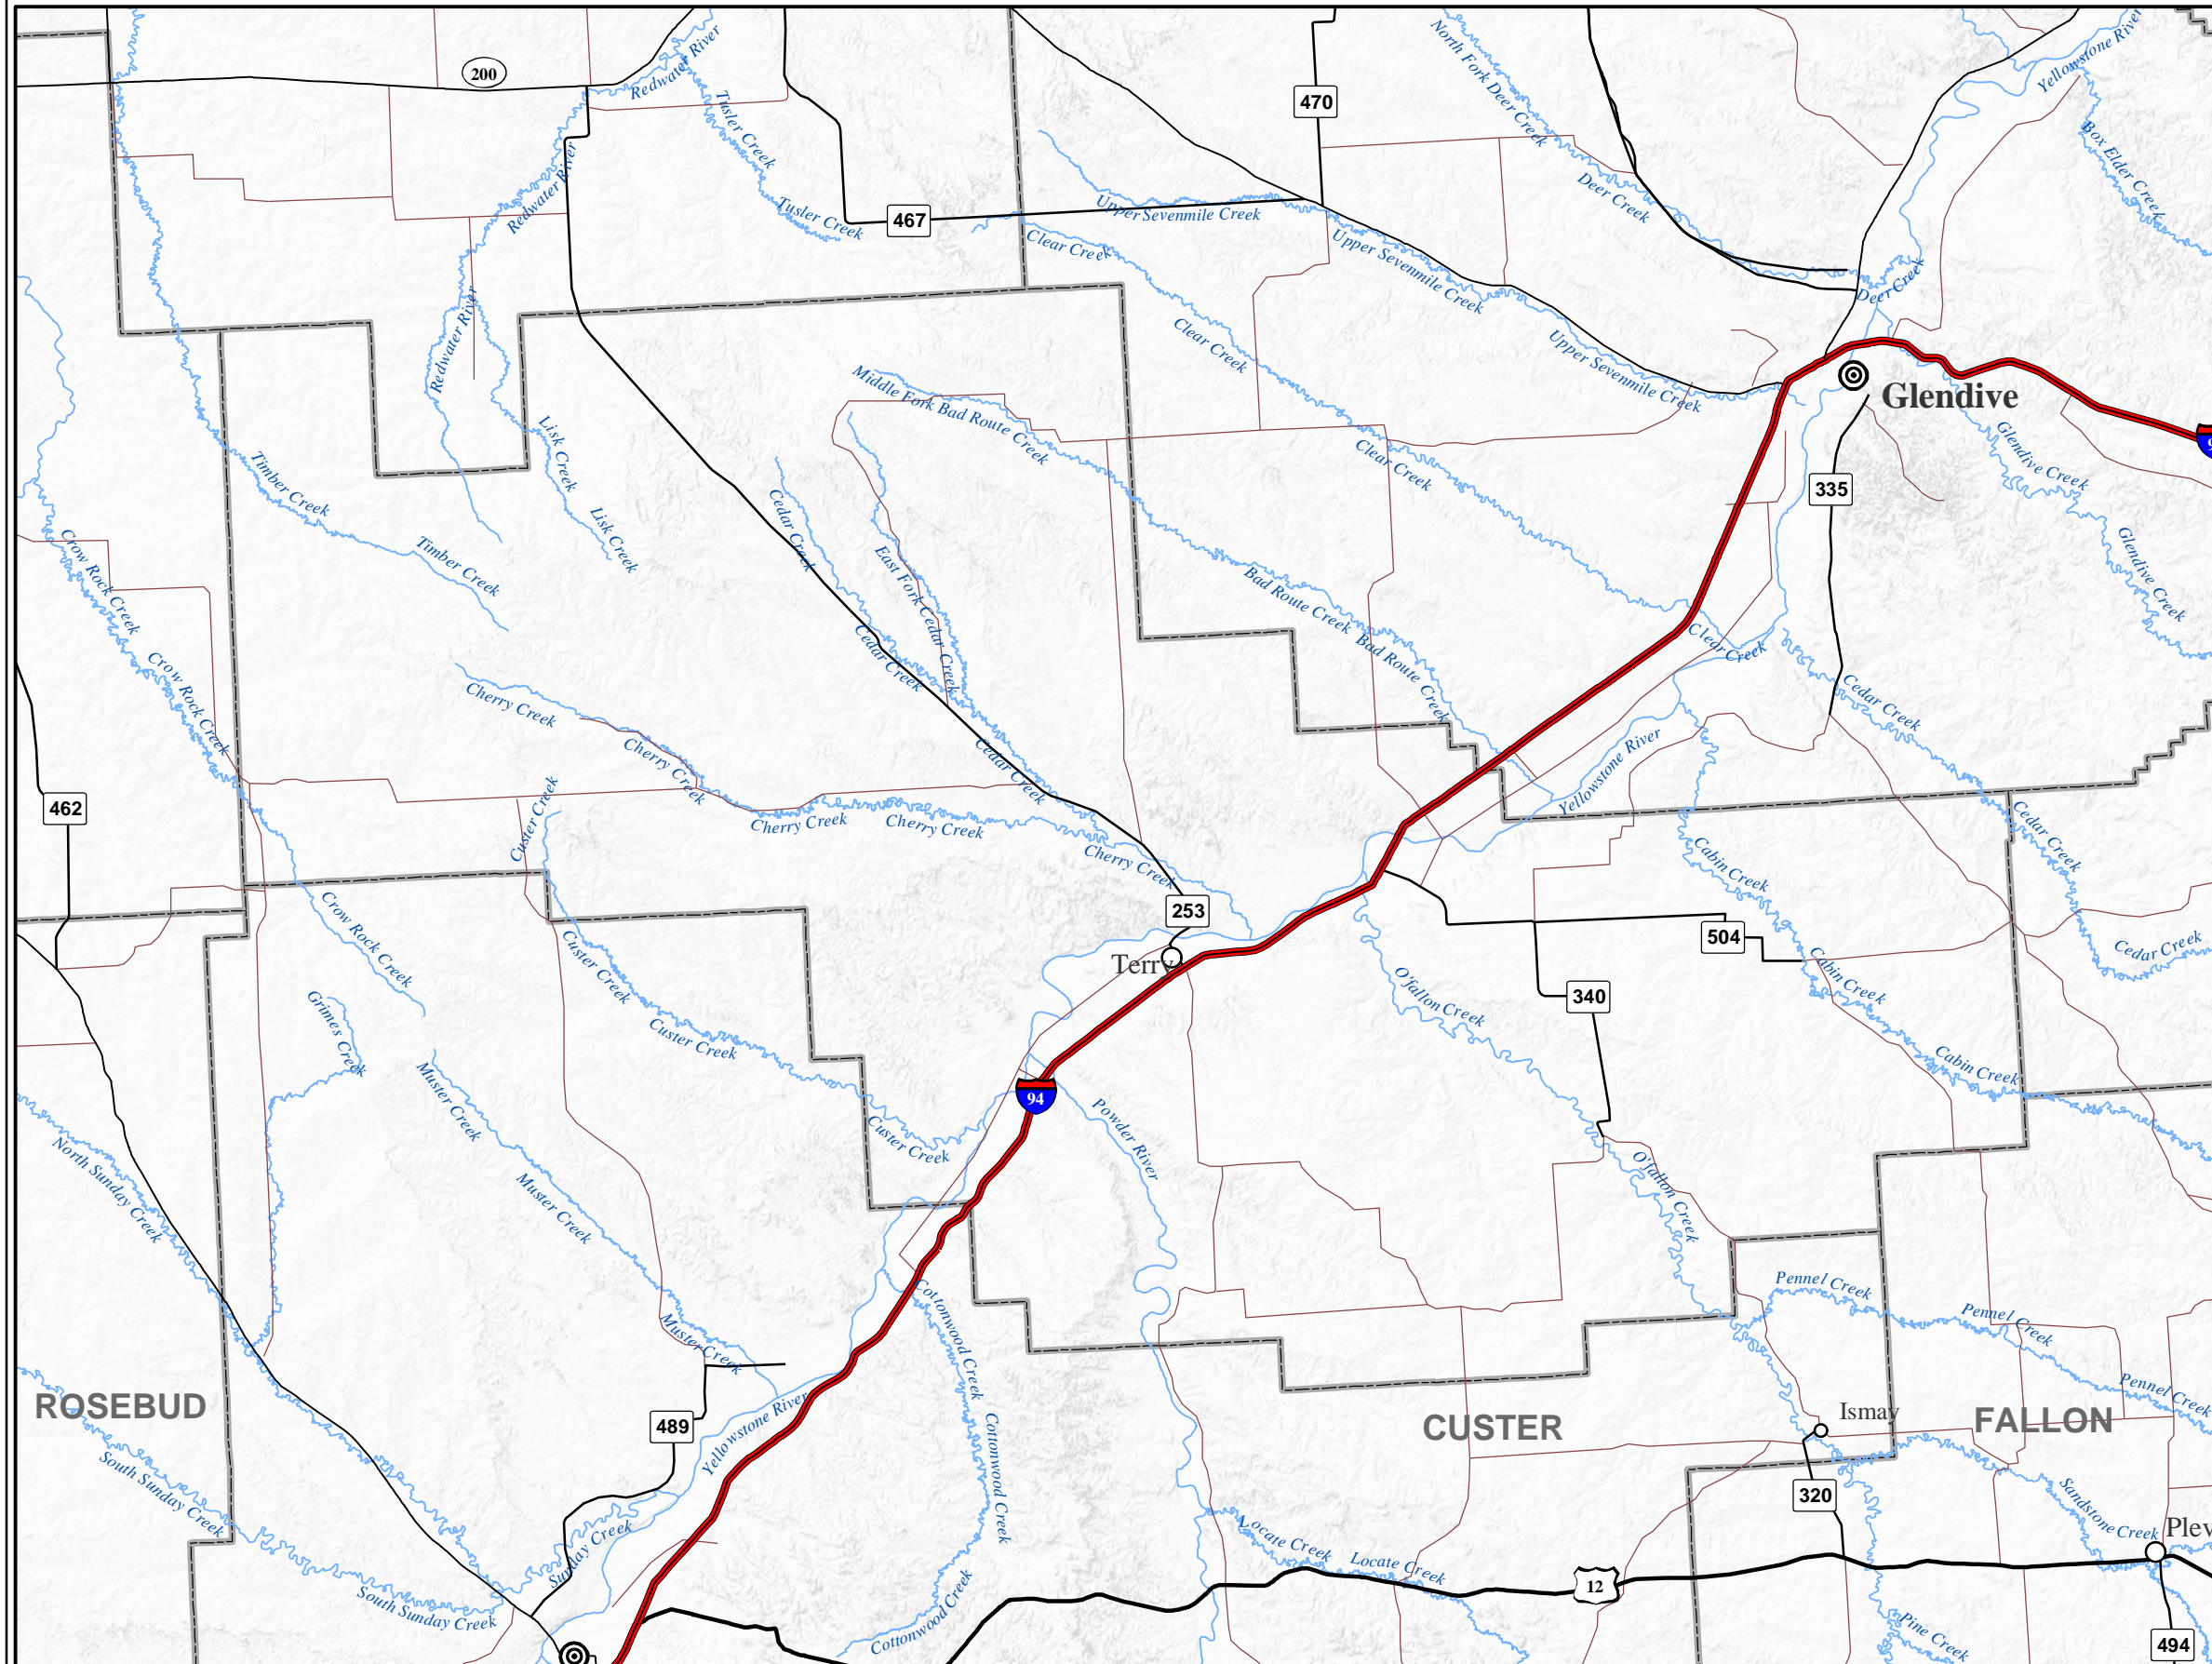 Redwater River
North Fork Deer Creek
Yellowstone River
200
470
Tusler Creek
Box Elder Creek
Redwater River
Tusler Creek
467
Upper Sevenmile Creek
Deer Creek
Clear Creek
Upper Sevenmile Creek
Deer Creek
Redwater River
Clear Creek
Upper Sevenmile Creek
Middle Fork Bad Route Creek
Glendive
Lisk Creek
Timber Creek
Clear Creek
Glendive Creek
335
Cedar Creek
Lisk Creek
Crow Rock Creek
Timber Creek
East Fork Cedar Creek
Bad Route Creek
Glendive Creek
Cedar Creek
Bad Route Creek
Clear Creek
Crow Rock Creek
Cherry Creek
Cedar Creek
Cherry Creek
Cedar Creek
Yellowstone River
462
Custer Creek
Cherry Creek
Cherry Creek
Cherry Creek
Cabin Creek
Cedar Creek
253
Crow Rock Creek
Custer Creek
504
Cedar Creek
Terry
O'fallon Creek
340
Cabin Creek
Grimes Creek
Custer Creek
Cabin Creek
Muster Creek
94
Powder River
Custer Creek
North Sunday Creek
Muster Creek
O'fallon Creek
Pennel Creek
Cottonwood Creek
Pennel Creek
Muster Creek
Pennel Creek
ROSEBUD
489
Yellowstone River
CUSTER
Ismay
FALLON
Cottonwood Creek
South Sunday Creek
320
Sandstone Creek
Sunday Creek
Locate Creek
Locate Creek
12
Plev
South Sunday Creek
Cottonwood Creek
Pine Creek
494